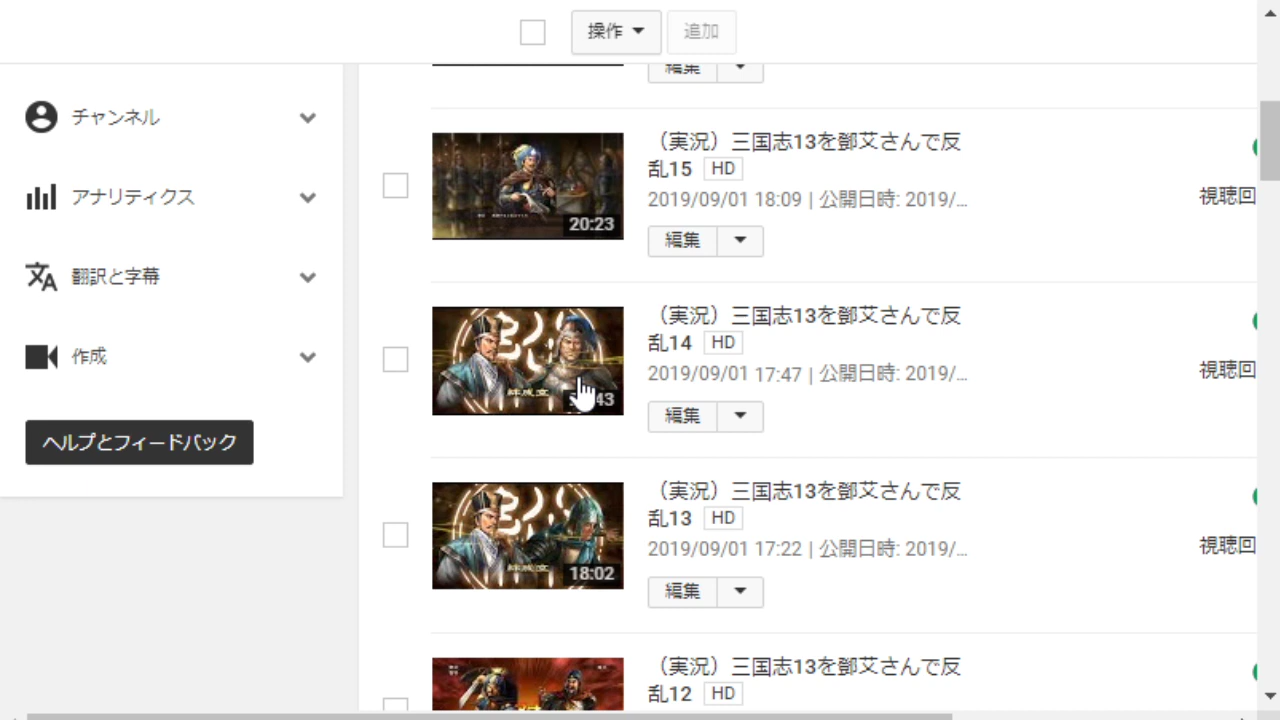 操作
追加
編集
チャンネル
アナリティクス
翻訳と字幕
作成
ヘルプとフィードバック
（実況）三国志13を鄧艾さんで反
乱15 HD
2019/09/01 18:09 | 公開日時: 2019/...
視聴回
20:23
編集
（実況）三国志13を鄧艾さんで反
乱14 HD
2019/09/01 17:47 | 公開日時: 2019/...
視聴回
43
編集
（実況）三国志13を鄧艾さんで反
乱13 HD
2019/09/01 17:22 | 公開日時: 2019/...
視聴回
18:02
編集
（実況）三国志13を鄧艾さんで反
乱12 HD